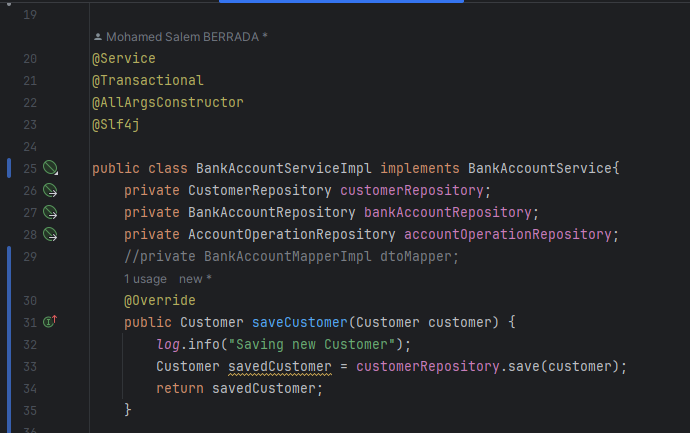 19
Mohamed Salem BERRADA *
20 @Service
21 @Transactional
22 @AllArgsConstructor
23 @Slf4j
24
25 public class BankAccountServiceImpl implements BankAccountService{
26 private CustomerRepository customerRepository;
27 private BankAccountRepository bankAccountRepository;
28 private AccountOperationRepository accountOperationRepository;
29 //private BankAccountMapperImpl dtoMapper;
1 usage new *
30 @Override
31 public Customer saveCustomer(Customer customer) {
32 log.info("Saving new Customer");
33 Customer savedCustomer = customerRepository.save(customer);
34 return savedCustomer;
35 }
36